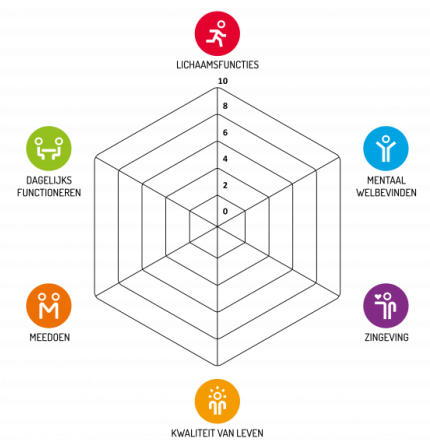 LICHAAMSFUNCTIES
10
8
6
4
2
0
DAGELIJKS
FUNCTIONEREN
MENTAAL
WELBEVINDEN
MEEDOEN
ZINGEVING
KWALITEIT VAN LEVEN